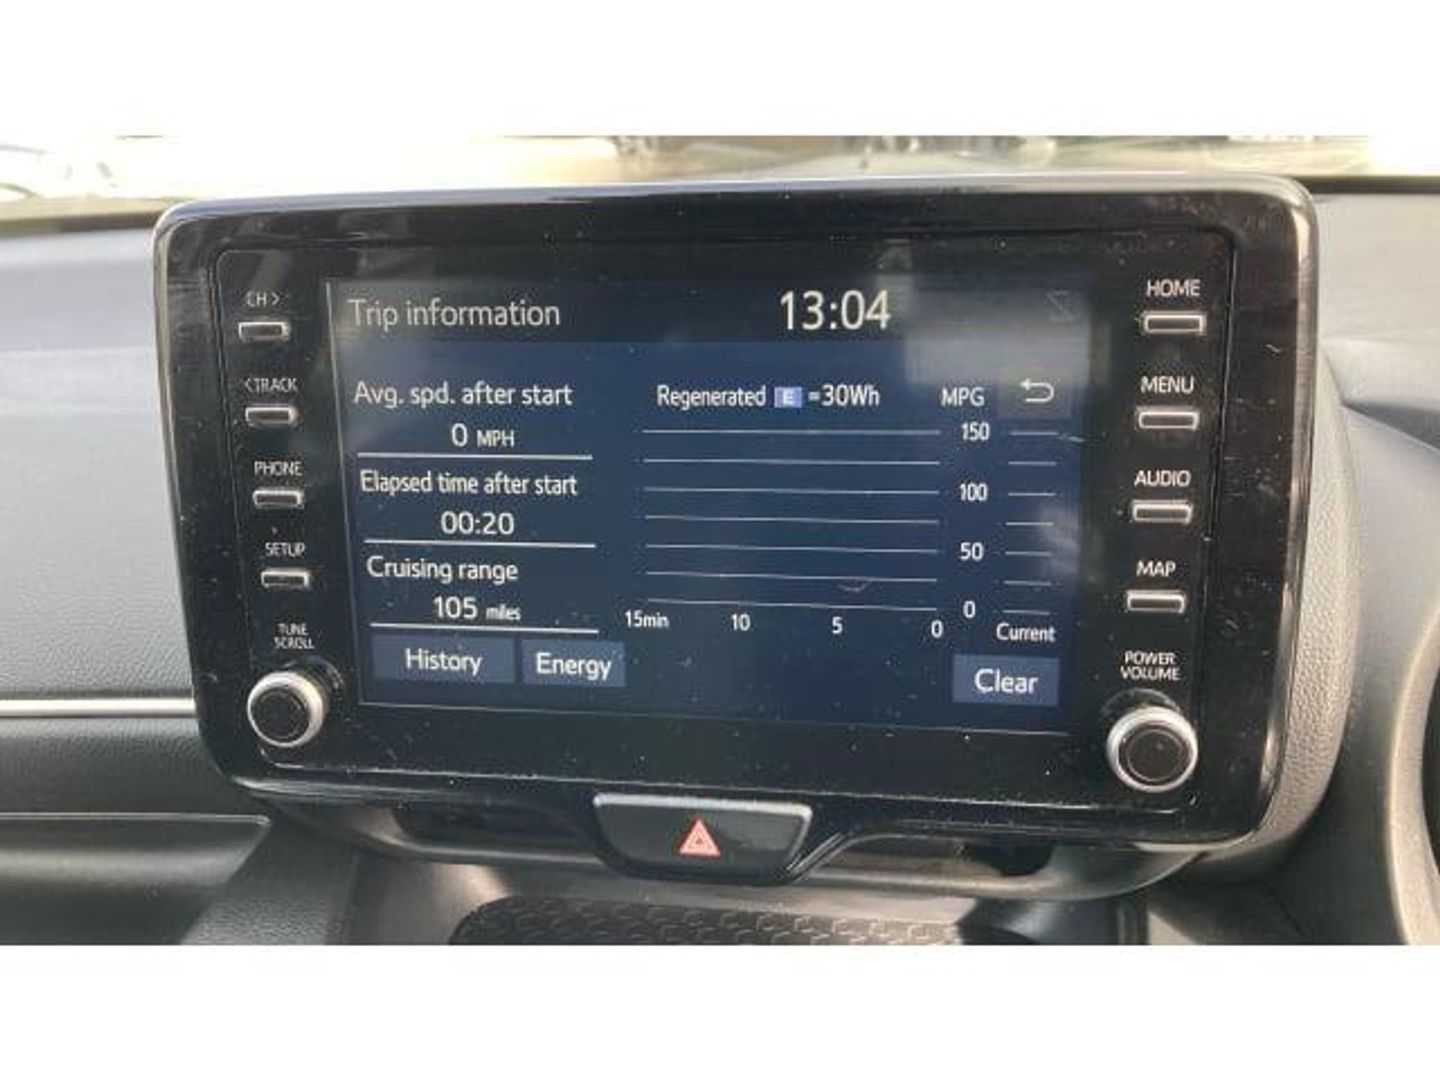 CH >
HOME
Trip information
13:04
<TRACK
MENU
Avg. spd. after start
0 MPH
Regenerated E =30Wh
MPG
150
100
50
0
PHONE
AUDIO
Elapsed time after start
00:20
SETUP
MAP
Cruising range
105 miles
15min 10 5 0
Current
TUNE
SCROLL
POWER
VOLUME
History
Energy
Clear